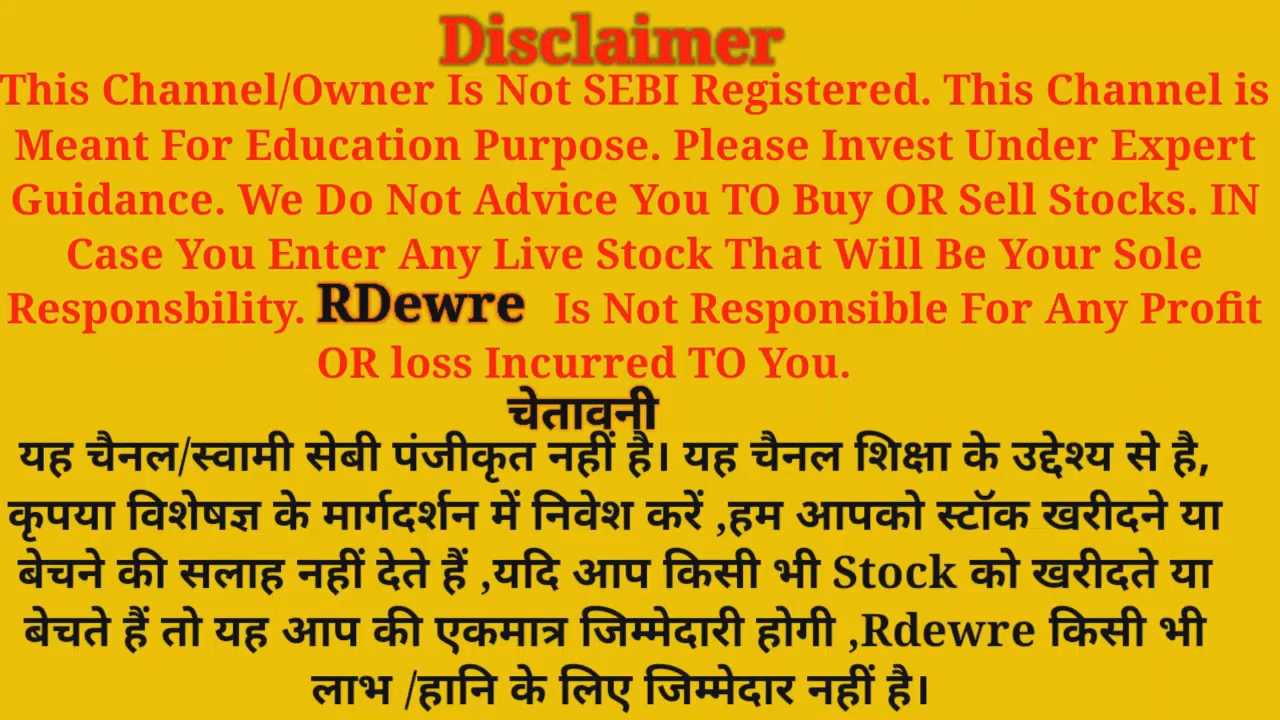 Disclaimer
This Channel/Owner Is Not SEBI Registered. This Channel is
Meant For Education Purpose. Please Invest Under Expert
Guidance. We Do Not Advice You TO Buy OR Sell Stocks. IN
Case You Enter Any Live Stock That Will Be Your Sole
Responsbility. RDewre Is Not Responsible For Any Profit
OR loss Incurred TO You.
चेतावनी
यह चैनल/स्वामी सेबी पंजीकृत नहीं है। यह चैनल शिक्षा के उद्देश्य से है,
कृपया विशेषज्ञ के मार्गदर्शन में निवेश करें ,हम आपको स्टॉक खरीदने या
बेचने की सलाह नहीं देते हैं ,यदि आप किसी भी Stock को खरीदते या
बेचते हैं तो यह आप की एकमात्र जिम्मेदारी होगी ,Rdewre किसी भी
लाभ /हानि के लिए जिम्मेदार नहीं है।